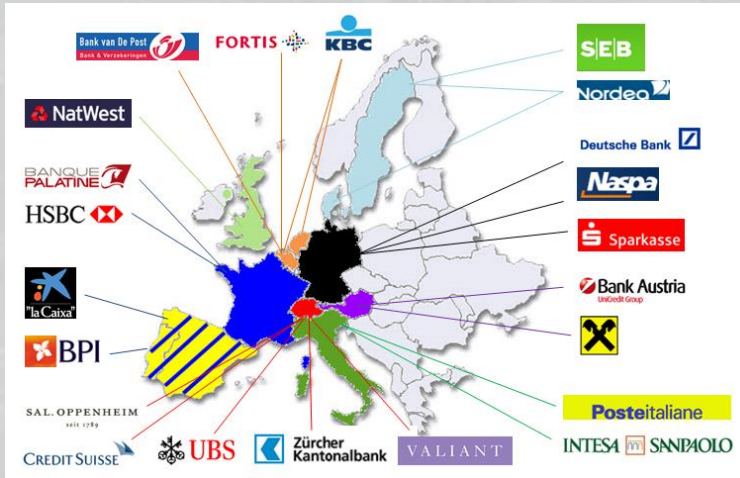 Bank van De Post
Bank & Verzekeringen
FORTIS
KBC
S|E|B
Nordea
NatWest
Deutsche Bank
BANQUE
PALATINE
Naspa
HSBC
Sparkasse
"la Caixa"
Bank Austria
UniCredit Group
BPI
SAL. OPPENHEIM
seit 1789
Posteitaliane
CREDIT SUISSE
UBS
Zürcher
Kantonalbank
VALIANT
INTESA SANPAOLO